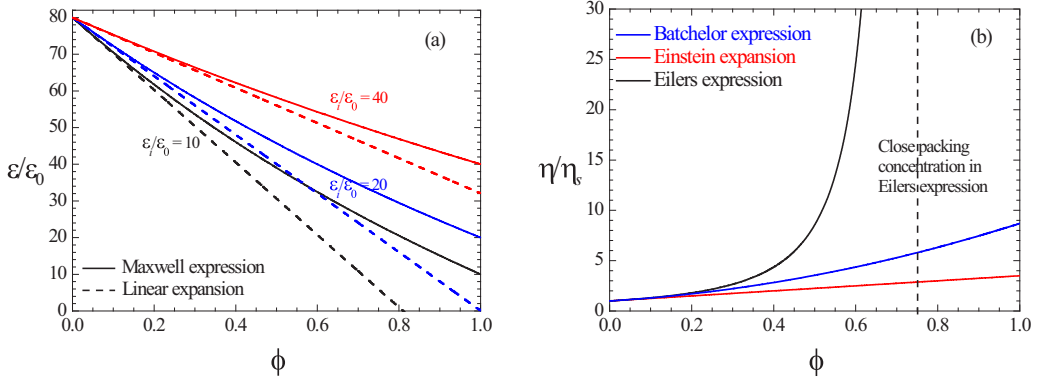 80
70
60
50
40
30
20
10
0
ε/ε0
(a)
εi/ε0 = 40
εi/ε0 = 10
εi/ε0 = 20
Maxwell expression
Linear expansion
0.0 0.2 0.4 0.6 0.8 1.0
ϕ
30
25
20
15
10
5
0
η/ηs
Batchelor expression
(b)
Einstein expansion
Eilers expression
Close packing
concentration in
Eilers expression
0.0 0.2 0.4 0.6 0.8 1.0
ϕ